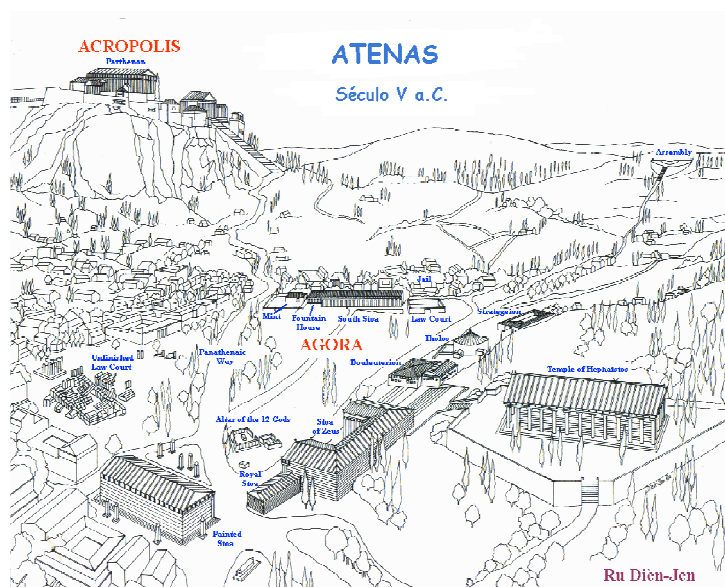 ACROPOLIS
Parthenon
ATENAS
Século V a.C.
Assembly
Jail
Mint
Fountain
House
South Stoa
Law Court
Strategeion
Tholos
AGORA
Bouleuterion
Panathenaic
Way
Unfinished
Law Court
Temple of Hephaistos
Altar of the 12 Gods
Stoa
of Zeus
Royal
Stoa
Painted
Stoa
Ru Dièn-Jèn